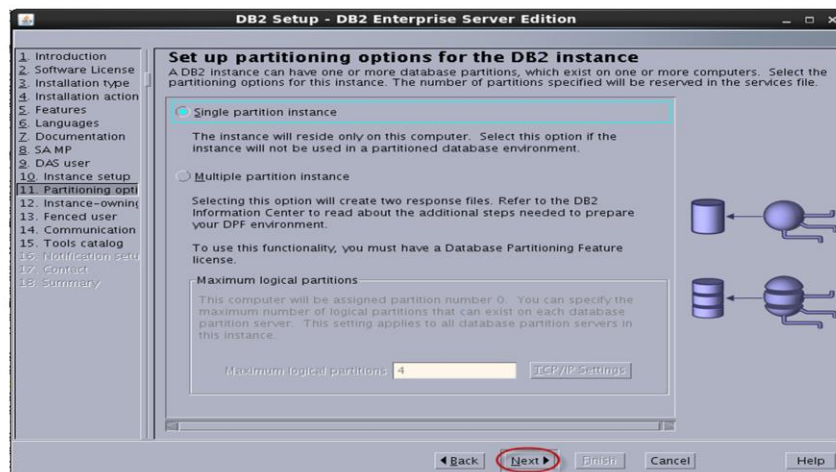 DB2 Setup - DB2 Enterprise Server Edition
1. Introduction
2. Software License
3. Installation type
4. Installation action
5. Features
6. Languages
7. Documentation
8. SA MP
9. DAS user
10. Instance setup
11. Partitioning opti
12. Instance-owning
13. Fenced user
14. Communication
15. Tools catalog
16. Notification setu
17. Contact
18. Summary
Set up partitioning options for the DB2 instance
A DB2 instance can have one or more database partitions, which exist on one or more computers. Select the
partitioning options for this instance. The number of partitions specified will be reserved in the services file.
Single partition instance
The instance will reside only on this computer. Select this option if the
instance will not be used in a partitioned database environment.
Multiple partition instance
Selecting this option will create two response files. Refer to the DB2
Information Center to read about the additional steps needed to prepare
your DPF environment.
To use this functionality, you must have a Database Partitioning Feature
license.
Maximum logical partitions
This computer will be assigned partition number 0. You can specify the
maximum number of logical partitions that can exist on each database
partition server. This setting applies to all database partition servers in
this instance.
Maximum logical partitions 4 TCP/IP Settings
Back Next Finish Cancel Help